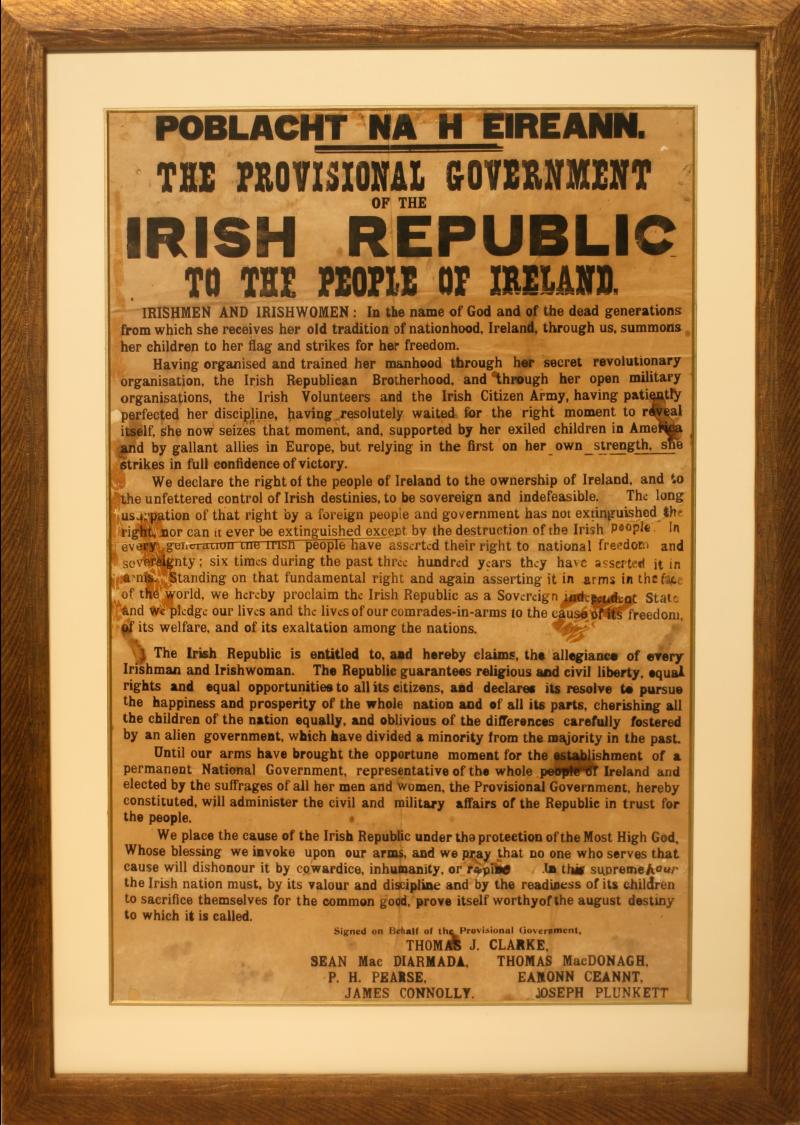 POBLACHT NA H EIREANN.
THE PROVISIONAL GOVERNMENT
OF THE
IRISH REPUBLIC
TO THE PEOPLE OF IRELAND.
IRISHMEN AND IRISHWOMEN: In the name of God and of the dead generations
from which she receives her old tradition of nationhood, Ireland, through us, summons
her children to her flag and strikes for her freedom.
Having organised and trained her manhood through her secret revolutionary
organisation, the Irish Republican Brotherhood, and through her open military
organisations, the Irish Volunteers and the Irish Citizen Army, having patiently
perfected her discipline, having resolutely waited for the right moment to reveal
itself, she now seizes that moment, and, supported by her exiled children in America
and by gallant allies in Europe, but relying in the first on her own strength, she
strikes in full confidence of victory.
We declare the right of the people of Ireland to the ownership of Ireland, and to
the unfettered control of Irish destinies, to be sovereign and indefeasible. The long
usurpation of that right by a foreign people and government has not extinguished the
right, nor can it ever be extinguished except by the destruction of the Irish people. In
every generation the Irish people have asserted their right to national freedom and
sovereignty; six times during the past three hundred years they have asserted it in
arms. Standing on that fundamental right and again asserting it in arms in the face
of the world, we hereby proclaim the Irish Republic as a Sovereign independent State
and we pledge our lives and the lives of our comrades-in-arms to the cause of its freedom,
of its welfare, and of its exaltation among the nations.
The Irish Republic is entitled to, and hereby claims, the allegiance of every
Irishman and Irishwoman. The Republic guarantees religious and civil liberty, equal
rights and equal opportunities to all its citizens, and declares its resolve to pursue
the happiness and prosperity of the whole nation and of all its parts, cherishing all
the children of the nation equally, and oblivious of the differences carefully fostered
by an alien government, which have divided a minority from the majority in the past.
Until our arms have brought the opportune moment for the establishment of a
permanent National Government, representative of the whole people of Ireland and
elected by the suffrages of all her men and women, the Provisional Government, hereby
constituted, will administer the civil and military affairs of the Republic in trust for
the people.
We place the cause of the Irish Republic under the protection of the Most High God,
Whose blessing we invoke upon our arms, and we pray that no one who serves that
cause will dishonour it by cowardice, inhumanity, or rapine In this supreme hour
the Irish nation must, by its valour and discipline and by the readiness of its children
to sacrifice themselves for the common good, prove itself worthy of the august destiny
to which it is called.
Signed on Behalf of the Provisional Government,
THOMAS J. CLARKE,
SEAN Mac DIARMADA, THOMAS MacDONAGH,
P. H. PEARSE, EAMONN CEANNT,
JAMES CONNOLLY. JOSEPH PLUNKETT